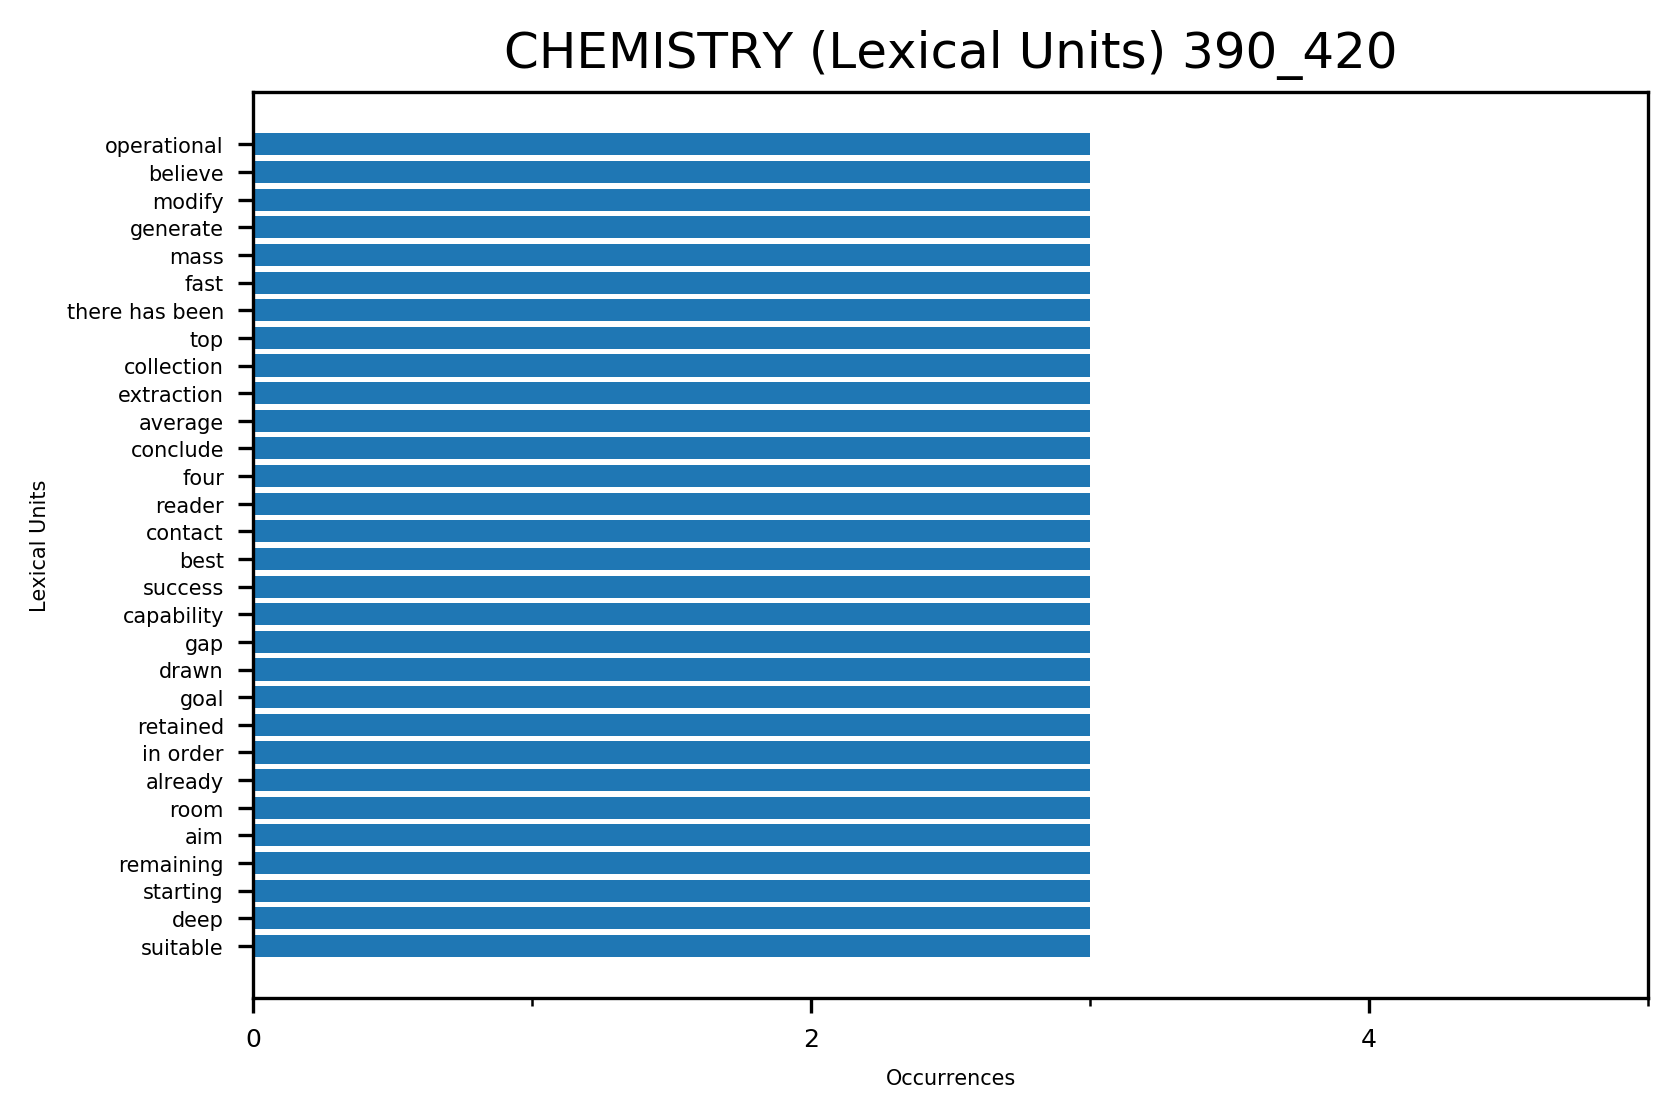 CHEMISTRY (Lexical Units) 390_420
operational
believe
modify
generate
mass
fast
there has been
top
collection
extraction
average
conclude
four
reader
contact
best
success
capability
gap
drawn
goal
retained
in order
already
room
aim
remaining
starting
deep
suitable
Lexical Units
0 2 4
Occurrences